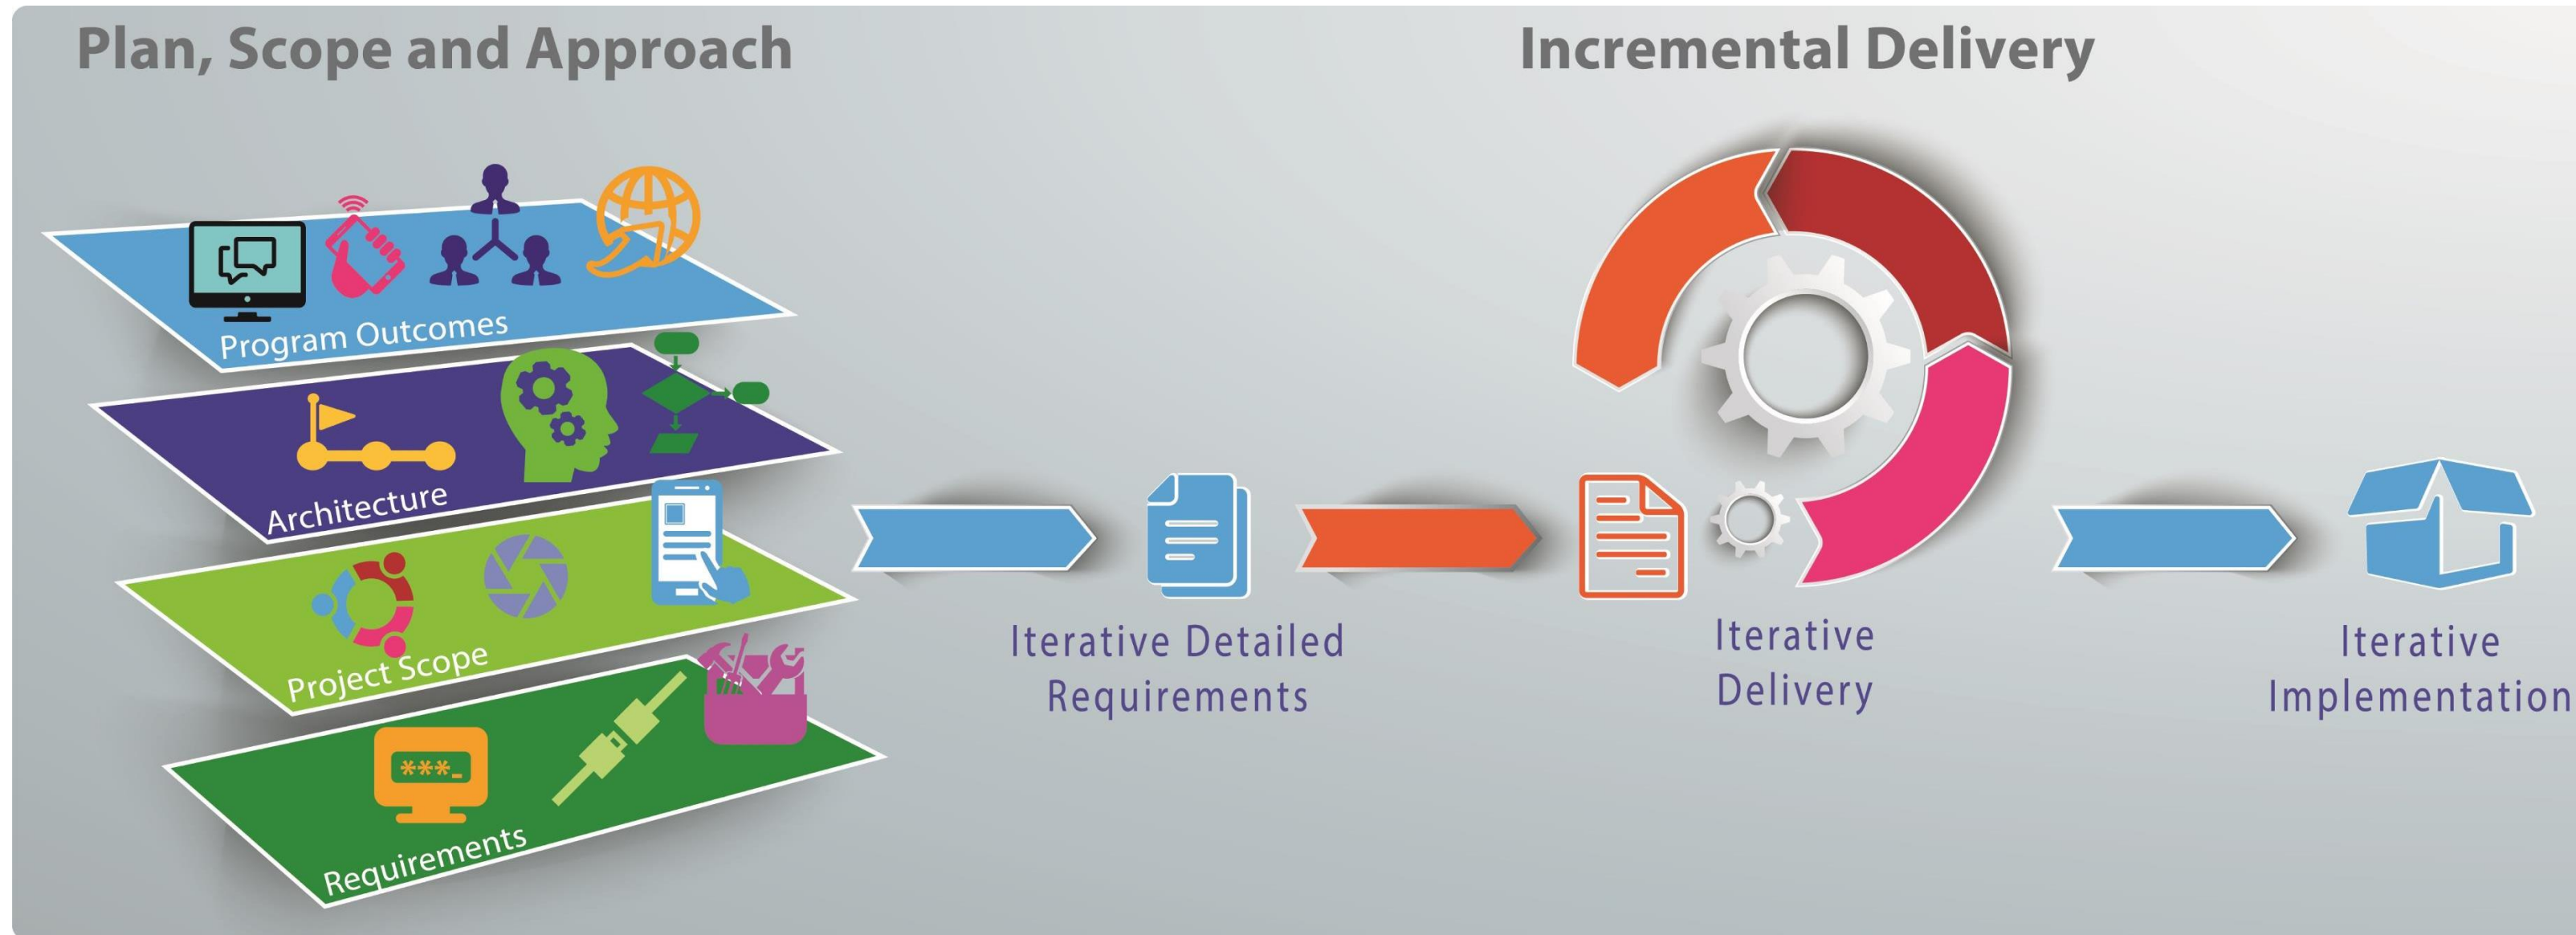 Plan, Scope and Approach
Incremental Delivery
Program Outcomes
Architecture
Project Scope
***_
Requirements
Iterative Detailed
Requirements
Iterative
Delivery
Iterative
Implementation